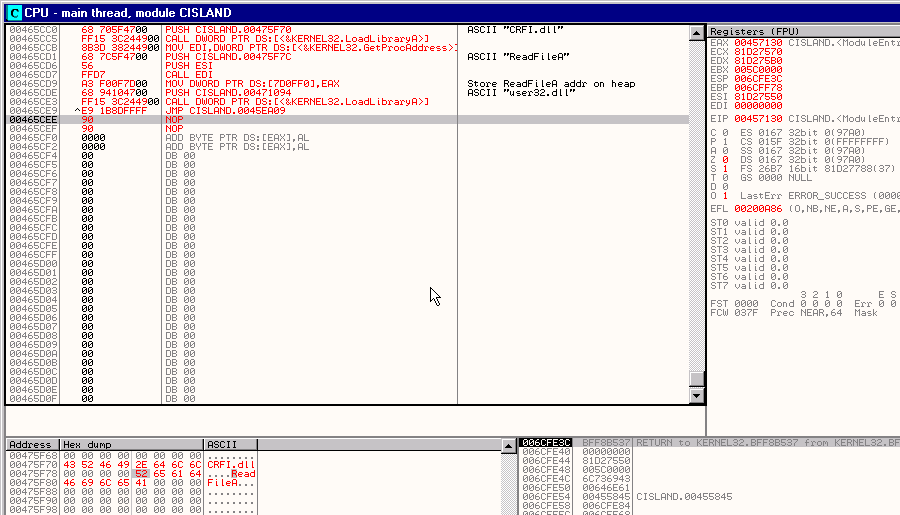 CPU - main thread, module CISLAND
00465CC0 68 705F4700 PUSH CISLAND.00475F70 ASCII "CRFI.dll"
00465CC5 FF15 3C244900 CALL DWORD PTR DS:[<&KERNEL32.LoadLibraryA>]
00465CCB 8B3D 38244900 MOV EDI,DWORD PTR DS:[<&KERNEL32.GetProcAddress>]
00465CD1 68 7C5F4700 PUSH CISLAND.00475F7C ASCII "ReadFileA"
00465CD6 56 PUSH ESI
00465CD7 FFD7 CALL EDI
00465CD9 A3 F00F7D00 MOV DWORD PTR DS:[7D0FF0],EAX Store ReadFileA addr on heap
00465CDE 68 94104700 PUSH CISLAND.00471094 ASCII "user32.dll"
00465CE3 FF15 3C244900 CALL DWORD PTR DS:[<&KERNEL32.LoadLibraryA>]
00465CE9 ^E9 1B8DFFFF JMP CISLAND.0045EA09
00465CEE 90 NOP
00465CEF 90 NOP
00465CF0 0000 ADD BYTE PTR DS:[EAX],AL
00465CF2 0000 ADD BYTE PTR DS:[EAX],AL
00465CF4 00 DB 00
00465CF5 00 DB 00
00465CF6 00 DB 00
00465CF7 00 DB 00
00465CF8 00 DB 00
00465CF9 00 DB 00
00465CFA 00 DB 00
00465CFB 00 DB 00
00465CFC 00 DB 00
00465CFD 00 DB 00
00465CFE 00 DB 00
00465CFF 00 DB 00
00465D00 00 DB 00
00465D01 00 DB 00
00465D02 00 DB 00
00465D03 00 DB 00
00465D04 00 DB 00
00465D05 00 DB 00
00465D06 00 DB 00
00465D07 00 DB 00
00465D08 00 DB 00
00465D09 00 DB 00
00465D0A 00 DB 00
00465D0B 00 DB 00
00465D0C 00 DB 00
00465D0D 00 DB 00
00465D0E 00 DB 00
00465D0F 00 DB 00
Registers (FPU)
EAX 00457130 CISLAND.<ModuleEntr
ECX 81D27570
EDX 81D275B0
EBX 005C0000
ESP 006CFE3C
EBP 006CFF78
ESI 81D27550
EDI 00000000
EIP 00457130 CISLAND.<ModuleEntr
C 0 ES 0167 32bit 0(97A0)
P 1 CS 015F 32bit 0(FFFFFFFF)
A 0 SS 0167 32bit 0(97A0)
Z 0 DS 0167 32bit 0(97A0)
S 1 FS 26B7 16bit 81D27788(37)
T 0 GS 0000 NULL
D 0
O 1 LastErr ERROR_SUCCESS (0000
EFL 00200A86 (O,NB,NE,A,S,PE,GE,
ST0 valid 0.0
ST1 valid 0.0
ST2 valid 0.0
ST3 valid 0.0
ST4 valid 0.0
ST5 valid 0.0
ST6 valid 0.0
ST7 valid 0.0
3 2 1 0 E S
FST 0000 Cond 0 0 0 0 Err 0 0
FCW 037F Prec NEAR,64 Mask
Address Hex dump ASCII
00475F68 00 00 00 00 00 00 00 00 ........
00475F70 43 52 46 49 2E 64 6C 6C CRFI.dll
00475F78 00 00 00 00 52 65 61 64 ....Read
00475F80 46 69 6C 65 41 00 00 00 FileA...
00475F88 00 00 00 00 00 00 00 00 ........
00475F90 00 00 00 00 00 00 00 00 ........
00475F98 00 00 00 00 00 00 00 00 ........
006CFE3C BFF8B537 RETURN to KERNEL32.BFF8B537 from KERNEL32.BF
006CFE40 00000000
006CFE44 81D27550
006CFE48 005C0000
006CFE4C 6C736943
006CFE50 00646E61
006CFE54 00455845 CISLAND.00455845
006CFE58 006CFE84